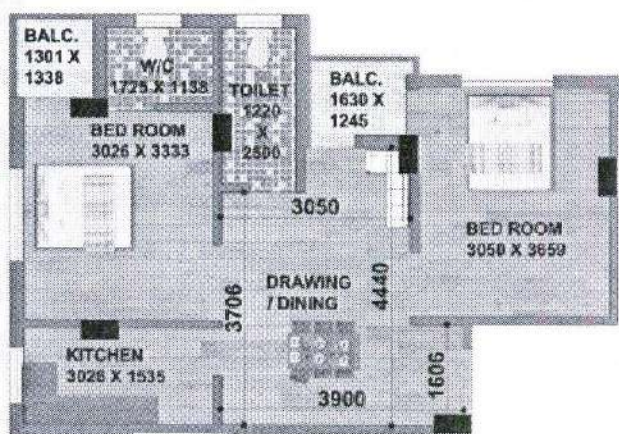 BALC.
1301 X
1338
W/C
1725 X 1138
TOILET
1220
X
2500
BALC.
1630 X
1245
BED ROOM
3026 X 3333
3050
BED ROOM
3050 X 3659
DRAWING
/ DINING
3706
4440
KITCHEN
3026 X 1535
3900
1606